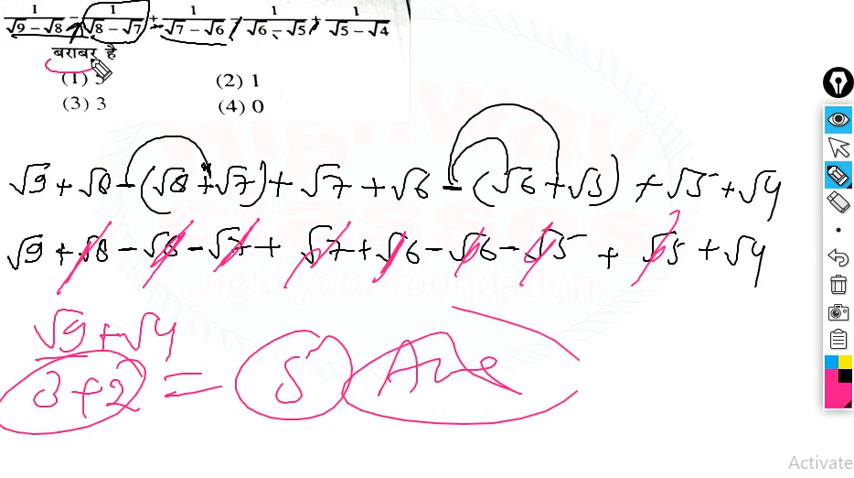 1/(√9 − √8) − 1/(√8 − √7) + 1/(√7 − √6) − 1/(√6 − √5) + 1/(√5 − √4)
बराबर है
(1) 5 (2) 1
(3) 3 (4) 0
√9 + √8 − (√8 + √7) + √7 + √6 − (√6 + √5) + √5 + √4
√9 + √8 − √8 − √7 + √7 + √6 − √6 − √5 + √5 + √4
√9 + √4
3 + 2 = 5 Ans
Activate